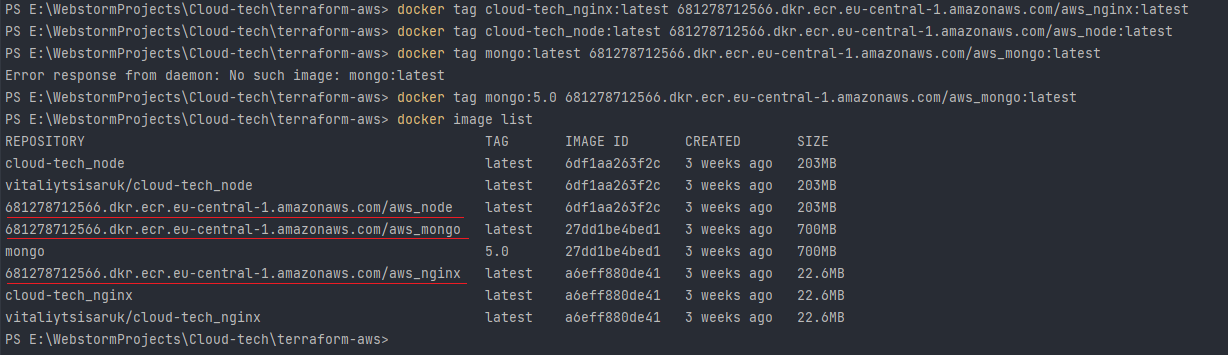 PS E:\WebstormProjects\Cloud-tech\terraform-aws> docker tag cloud-tech_nginx:latest 681278712566.dkr.ecr.eu-central-1.amazonaws.com/aws_nginx:latest
PS E:\WebstormProjects\Cloud-tech\terraform-aws> docker tag cloud-tech_node:latest 681278712566.dkr.ecr.eu-central-1.amazonaws.com/aws_node:latest
PS E:\WebstormProjects\Cloud-tech\terraform-aws> docker tag mongo:latest 681278712566.dkr.ecr.eu-central-1.amazonaws.com/aws_mongo:latest
Error response from daemon: No such image: mongo:latest
PS E:\WebstormProjects\Cloud-tech\terraform-aws> docker tag mongo:5.0 681278712566.dkr.ecr.eu-central-1.amazonaws.com/aws_mongo:latest
PS E:\WebstormProjects\Cloud-tech\terraform-aws> docker image list
REPOSITORY TAG IMAGE ID CREATED SIZE
cloud-tech_node latest 6df1aa263f2c 3 weeks ago 203MB
vitaliytsisaruk/cloud-tech_node latest 6df1aa263f2c 3 weeks ago 203MB
681278712566.dkr.ecr.eu-central-1.amazonaws.com/aws_node latest 6df1aa263f2c 3 weeks ago 203MB
681278712566.dkr.ecr.eu-central-1.amazonaws.com/aws_mongo latest 27dd1be4bed1 3 weeks ago 700MB
mongo 5.0 27dd1be4bed1 3 weeks ago 700MB
681278712566.dkr.ecr.eu-central-1.amazonaws.com/aws_nginx latest a6eff880de41 3 weeks ago 22.6MB
cloud-tech_nginx latest a6eff880de41 3 weeks ago 22.6MB
vitaliytsisaruk/cloud-tech_nginx latest a6eff880de41 3 weeks ago 22.6MB
PS E:\WebstormProjects\Cloud-tech\terraform-aws>